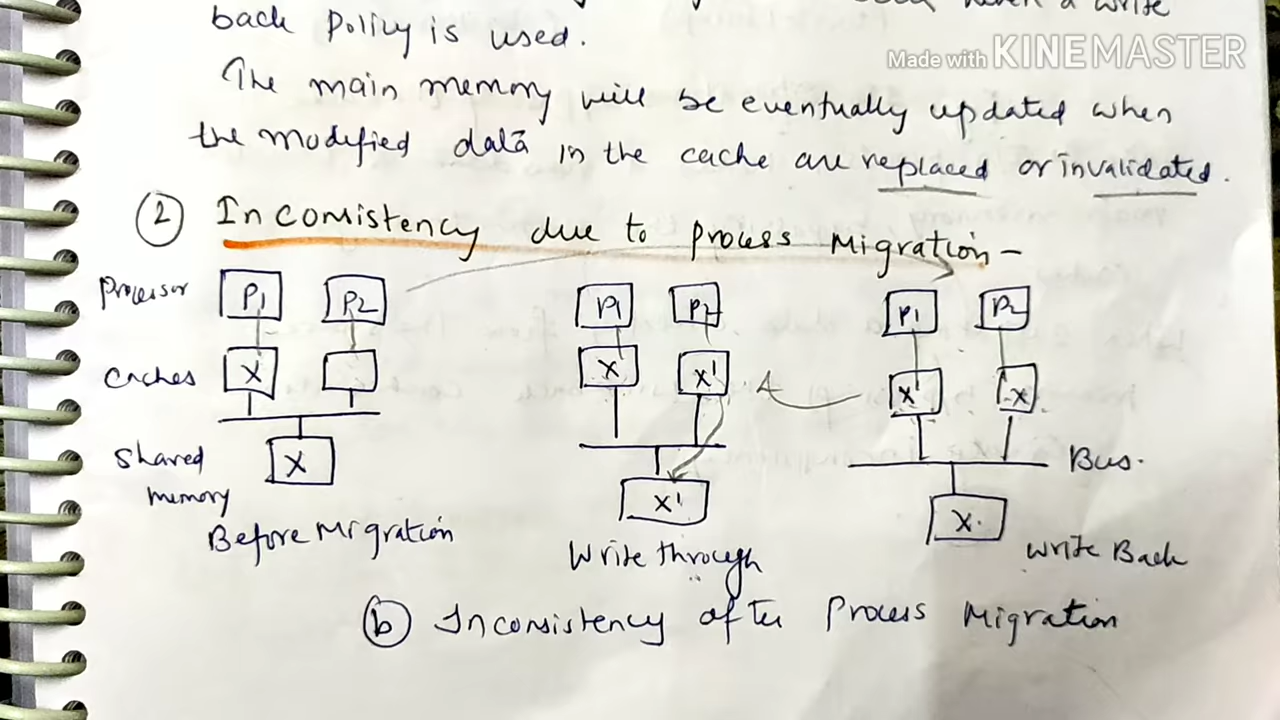 back policy is used.
Made with KINEMASTER
The main memory will be eventually updated when
the modified data in the cache are replaced or invalidated.
② Inconsistency due to process Migration -
Processor P1 P2 P1 P2 P1 P2
Caches X X X' X' X
Shared memory X X' X. Bus.
Before Migration Write through Write Back
ⓑ Inconsistency after Process Migration